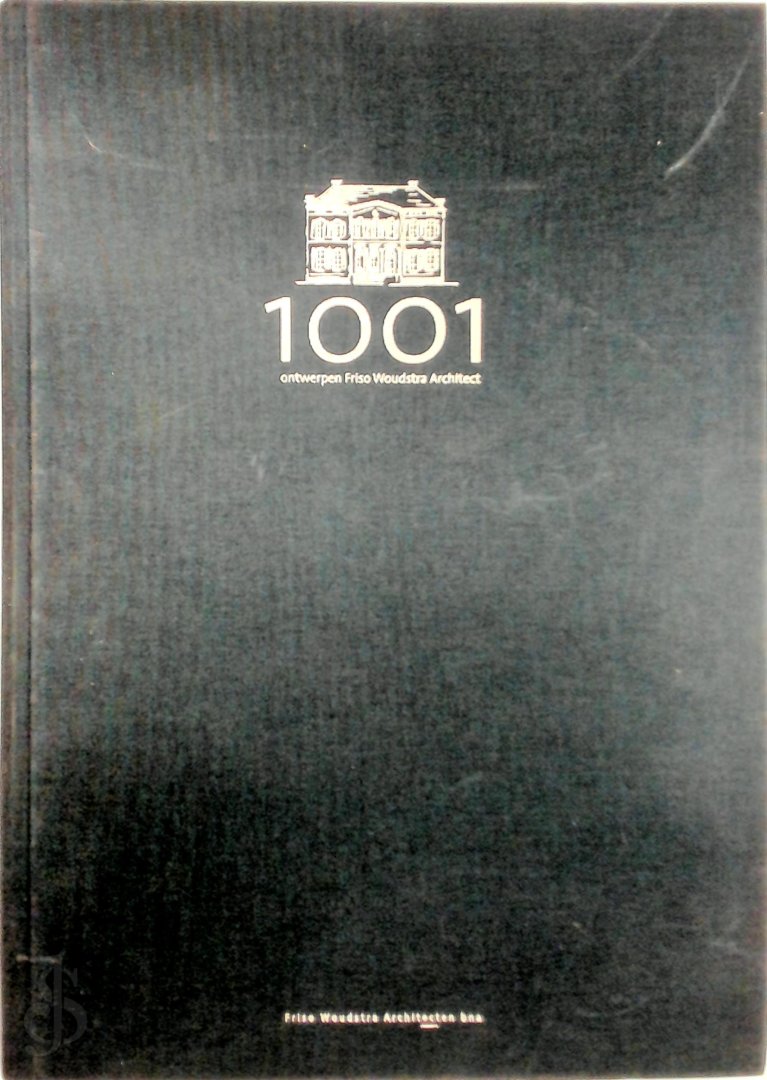 1001
ontwerpen Friso Woudstra Architect
Friso Woudstra Architecten bna